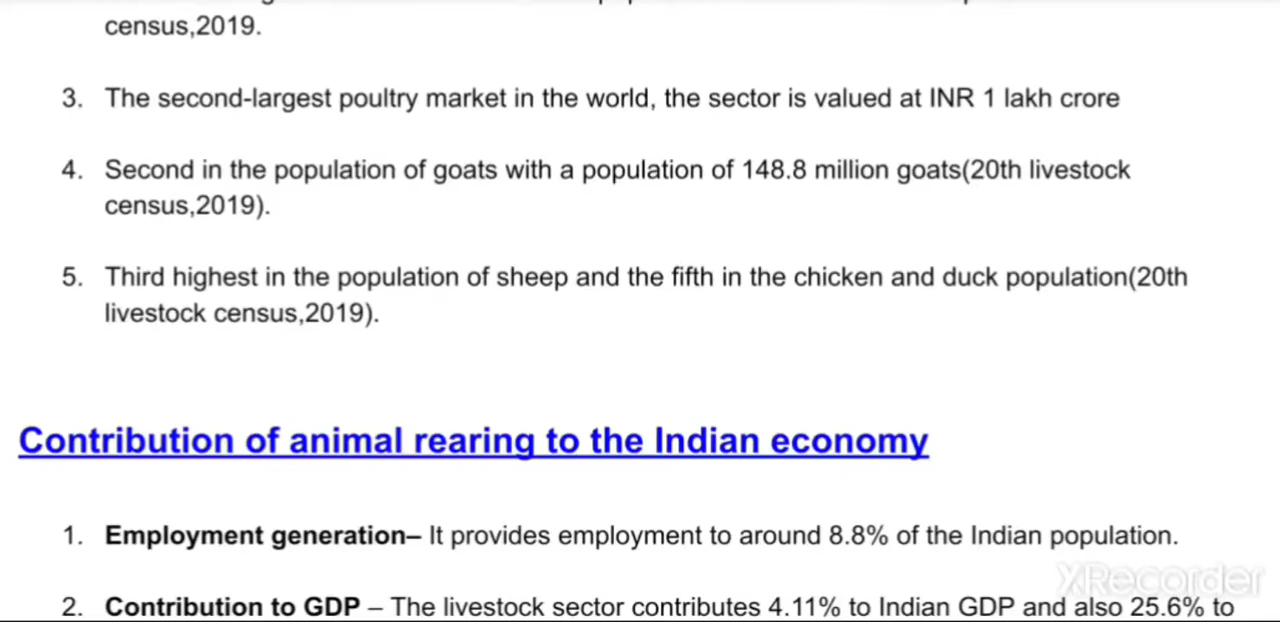 census,2019.
3. The second-largest poultry market in the world, the sector is valued at INR 1 lakh crore
4. Second in the population of goats with a population of 148.8 million goats(20th livestock
census,2019).
5. Third highest in the population of sheep and the fifth in the chicken and duck population(20th
livestock census,2019).
Contribution of animal rearing to the Indian economy
1. Employment generation– It provides employment to around 8.8% of the Indian population.
XRecorder
2. Contribution to GDP – The livestock sector contributes 4.11% to Indian GDP and also 25.6% to